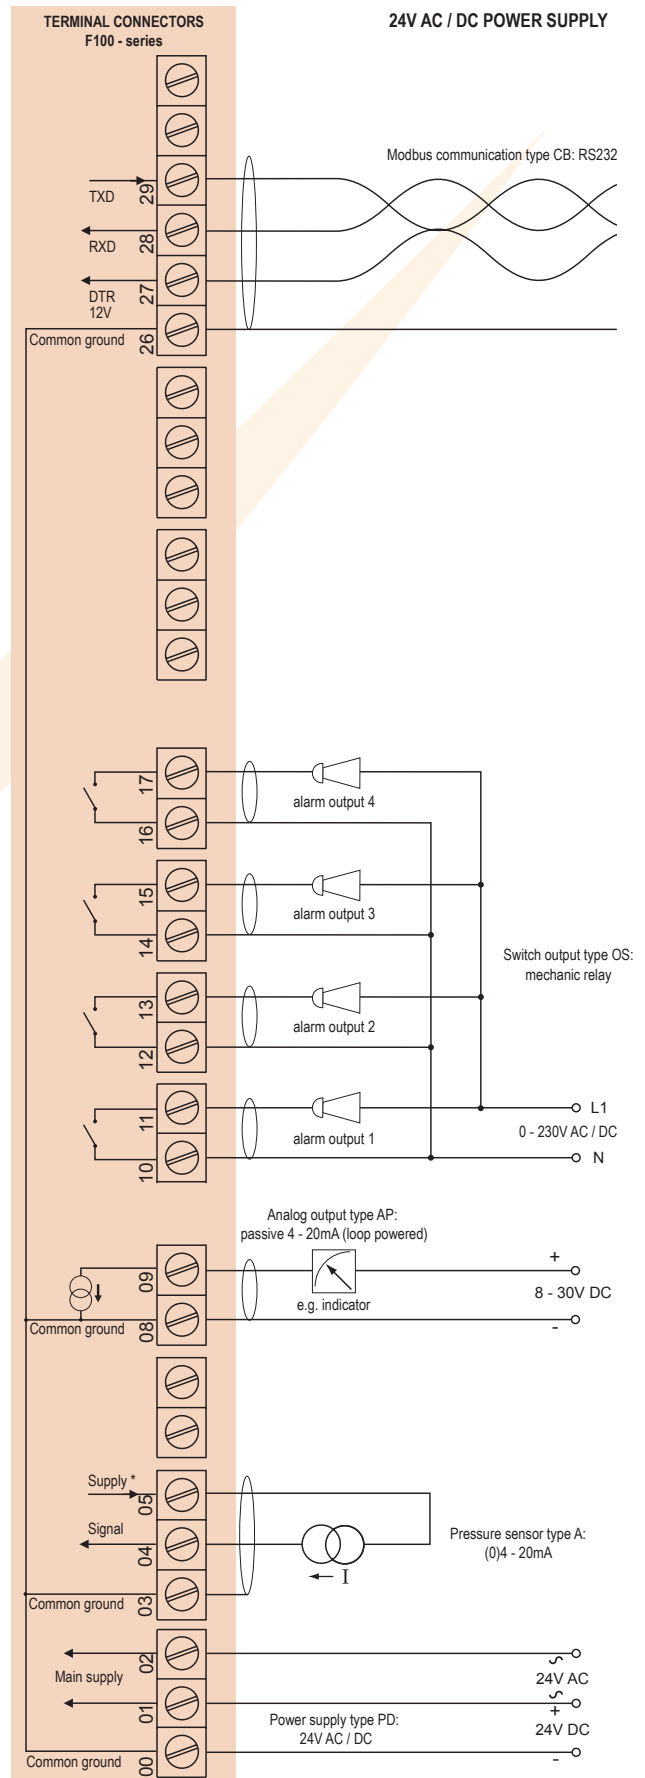 TERMINAL CONNECTORS
F100 - series
24V AC / DC POWER SUPPLY
Modbus communication type CB: RS232
29
TXD
28
RXD
27
DTR
12V
26
Common ground
17
alarm output 4
16
15
alarm output 3
14
Switch output type OS:
mechanic relay
13
alarm output 2
12
11
L1
alarm output 1
0 - 230V AC / DC
10
N
Analog output type AP:
passive 4 - 20mA (loop powered)
09
+
8 - 30V DC
e.g. indicator
08
Common ground
-
Supply *
05
Signal
04
Pressure sensor type A:
(0)4 - 20mA
I
03
Common ground
02
Main supply
24V AC
01
+
Power supply type PD:
24V AC / DC
24V DC
00
Common ground
-